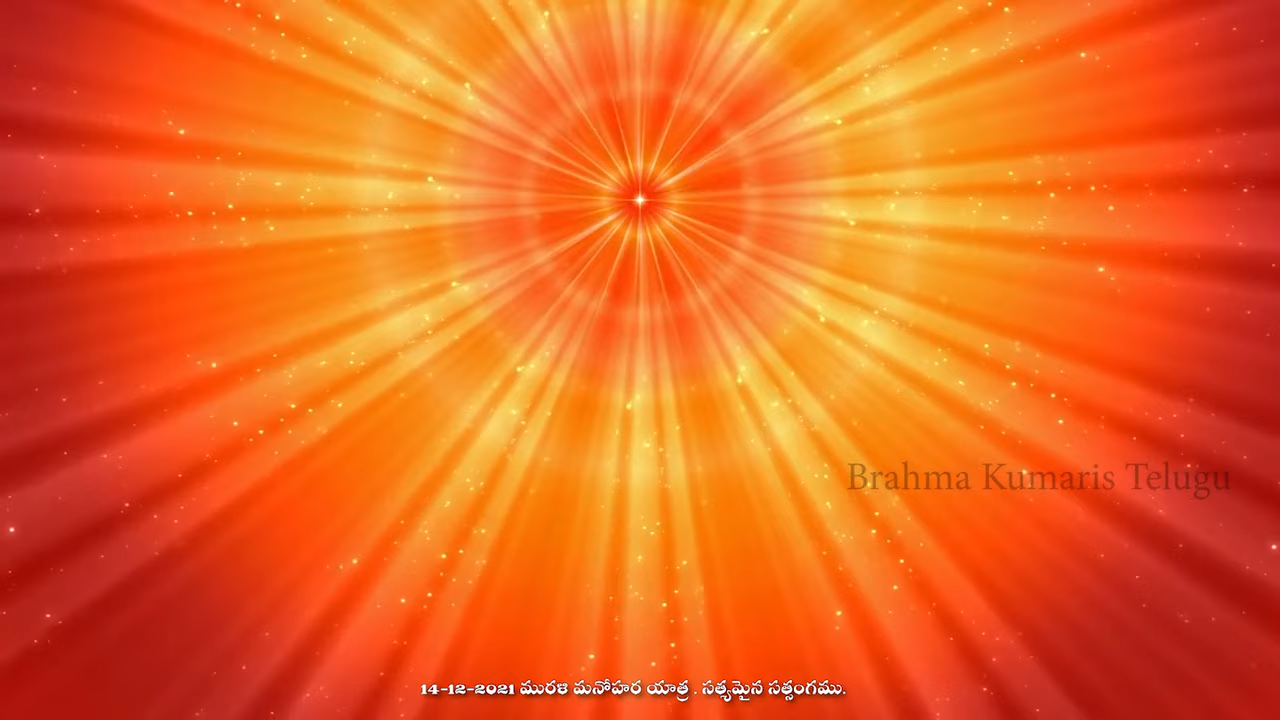 Brahma Kumaris Telugu
14-12-2021 మురళి మనోహర యాత్ర . సత్యమైన సత్సంగము.